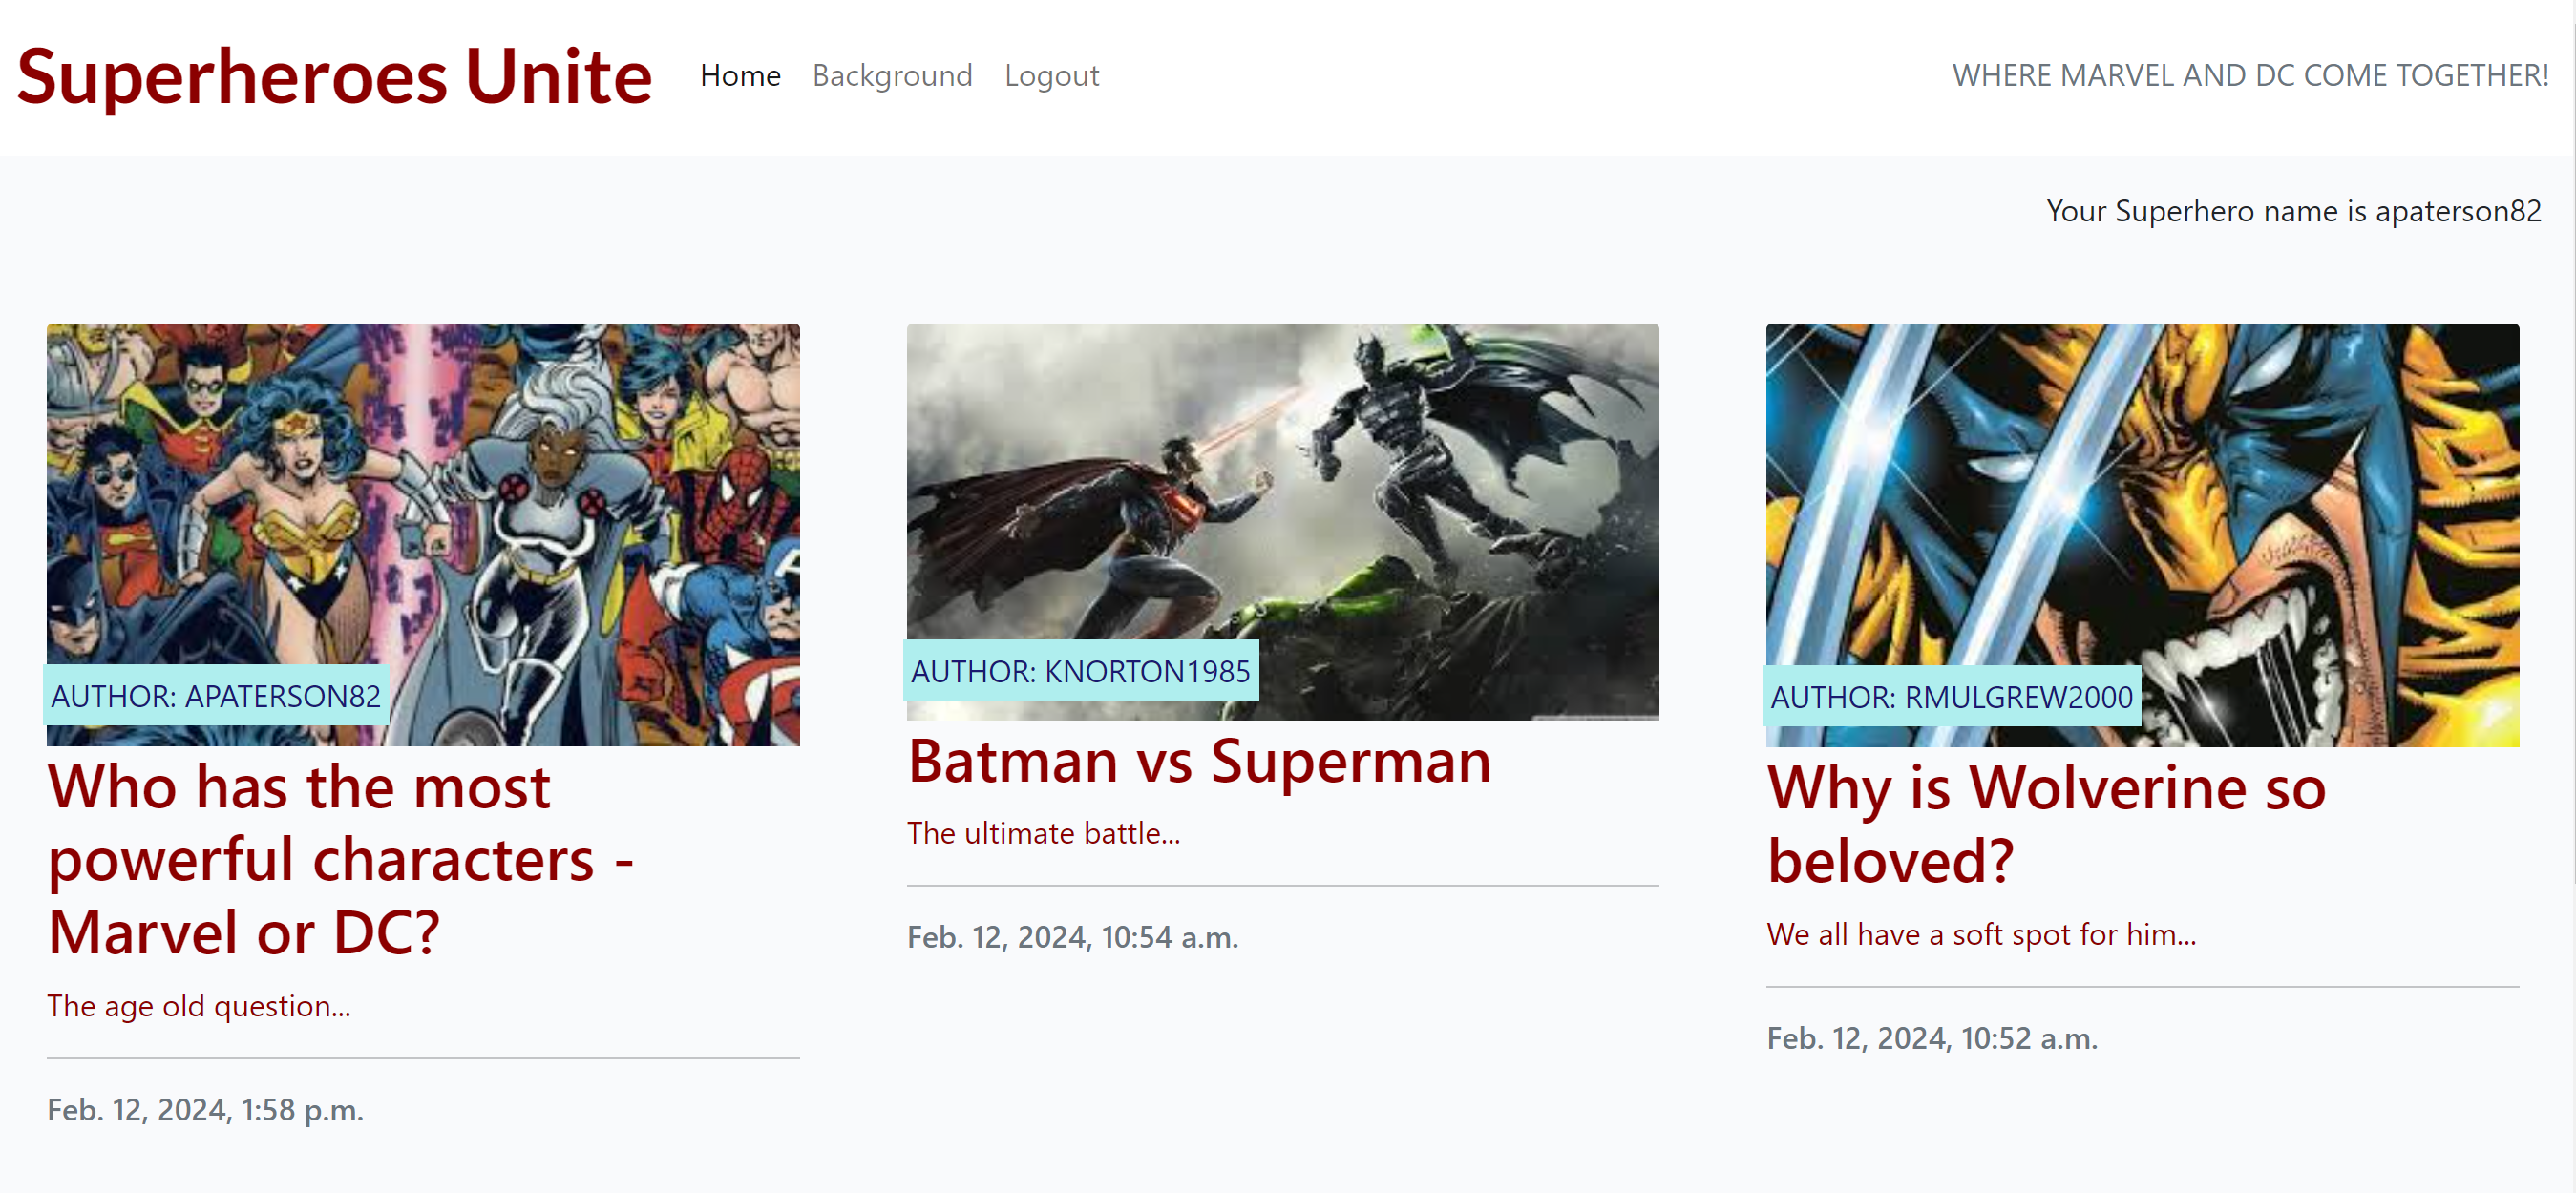 Superheroes Unite Home Background Logout WHERE MARVEL AND DC COME TOGETHER!
Your Superhero name is apaterson82
AUTHOR: APATERSON82
Who has the most
powerful characters -
Marvel or DC?
The age old question...
Feb. 12, 2024, 1:58 p.m.
AUTHOR: KNORTON1985
Batman vs Superman
The ultimate battle...
Feb. 12, 2024, 10:54 a.m.
AUTHOR: RMULGREW2000
Why is Wolverine so
beloved?
We all have a soft spot for him...
Feb. 12, 2024, 10:52 a.m.